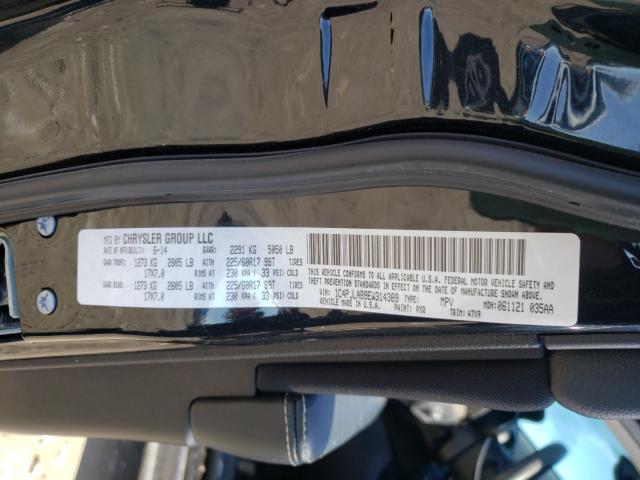 MFD BY CHRYSLER GROUP LLC
DATE OF MFR(BUILT): 6-14 GVWR: 2291 KG 5050 LB
GAWR FRONT: 1273 KG 2805 LB WITH 225/60R17 99T TIRES
17X7.0 RIMS AT 230 KPA ( 33 PSI)COLD
GAWR REAR: 1273 KG 2805 LB WITH 225/60R17 99T TIRES
17X7.0 RIMS AT 230 KPA ( 33 PSI)COLD
THIS VEHICLE CONFORMS TO ALL APPLICABLE U.S.A. FEDERAL MOTOR VEHICLE SAFETY AND
THEFT PREVENTION STANDARDS IN EFFECT ON THE DATE OF MANUFACTURE SHOWN ABOVE.
VIN: 1C4PJLAB9EW314389 TYPE: MPV MDH:061121 035AA
VEHICLE MADE IN U.S.A. PAINT: PXR TRIM: A7X9